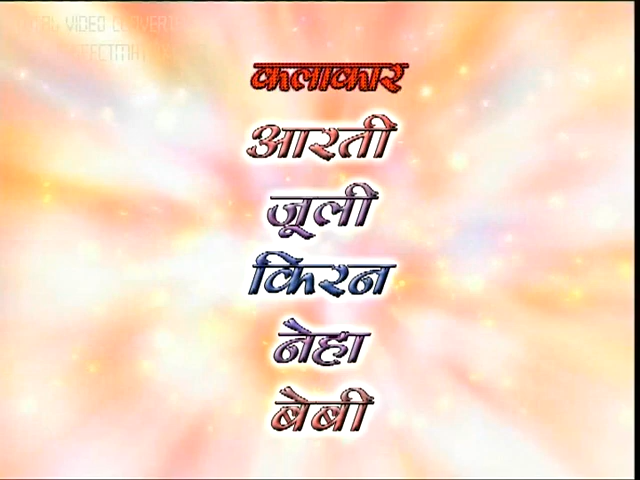 कलाकार
आरती
जूली
किरन
नेहा
बेबी